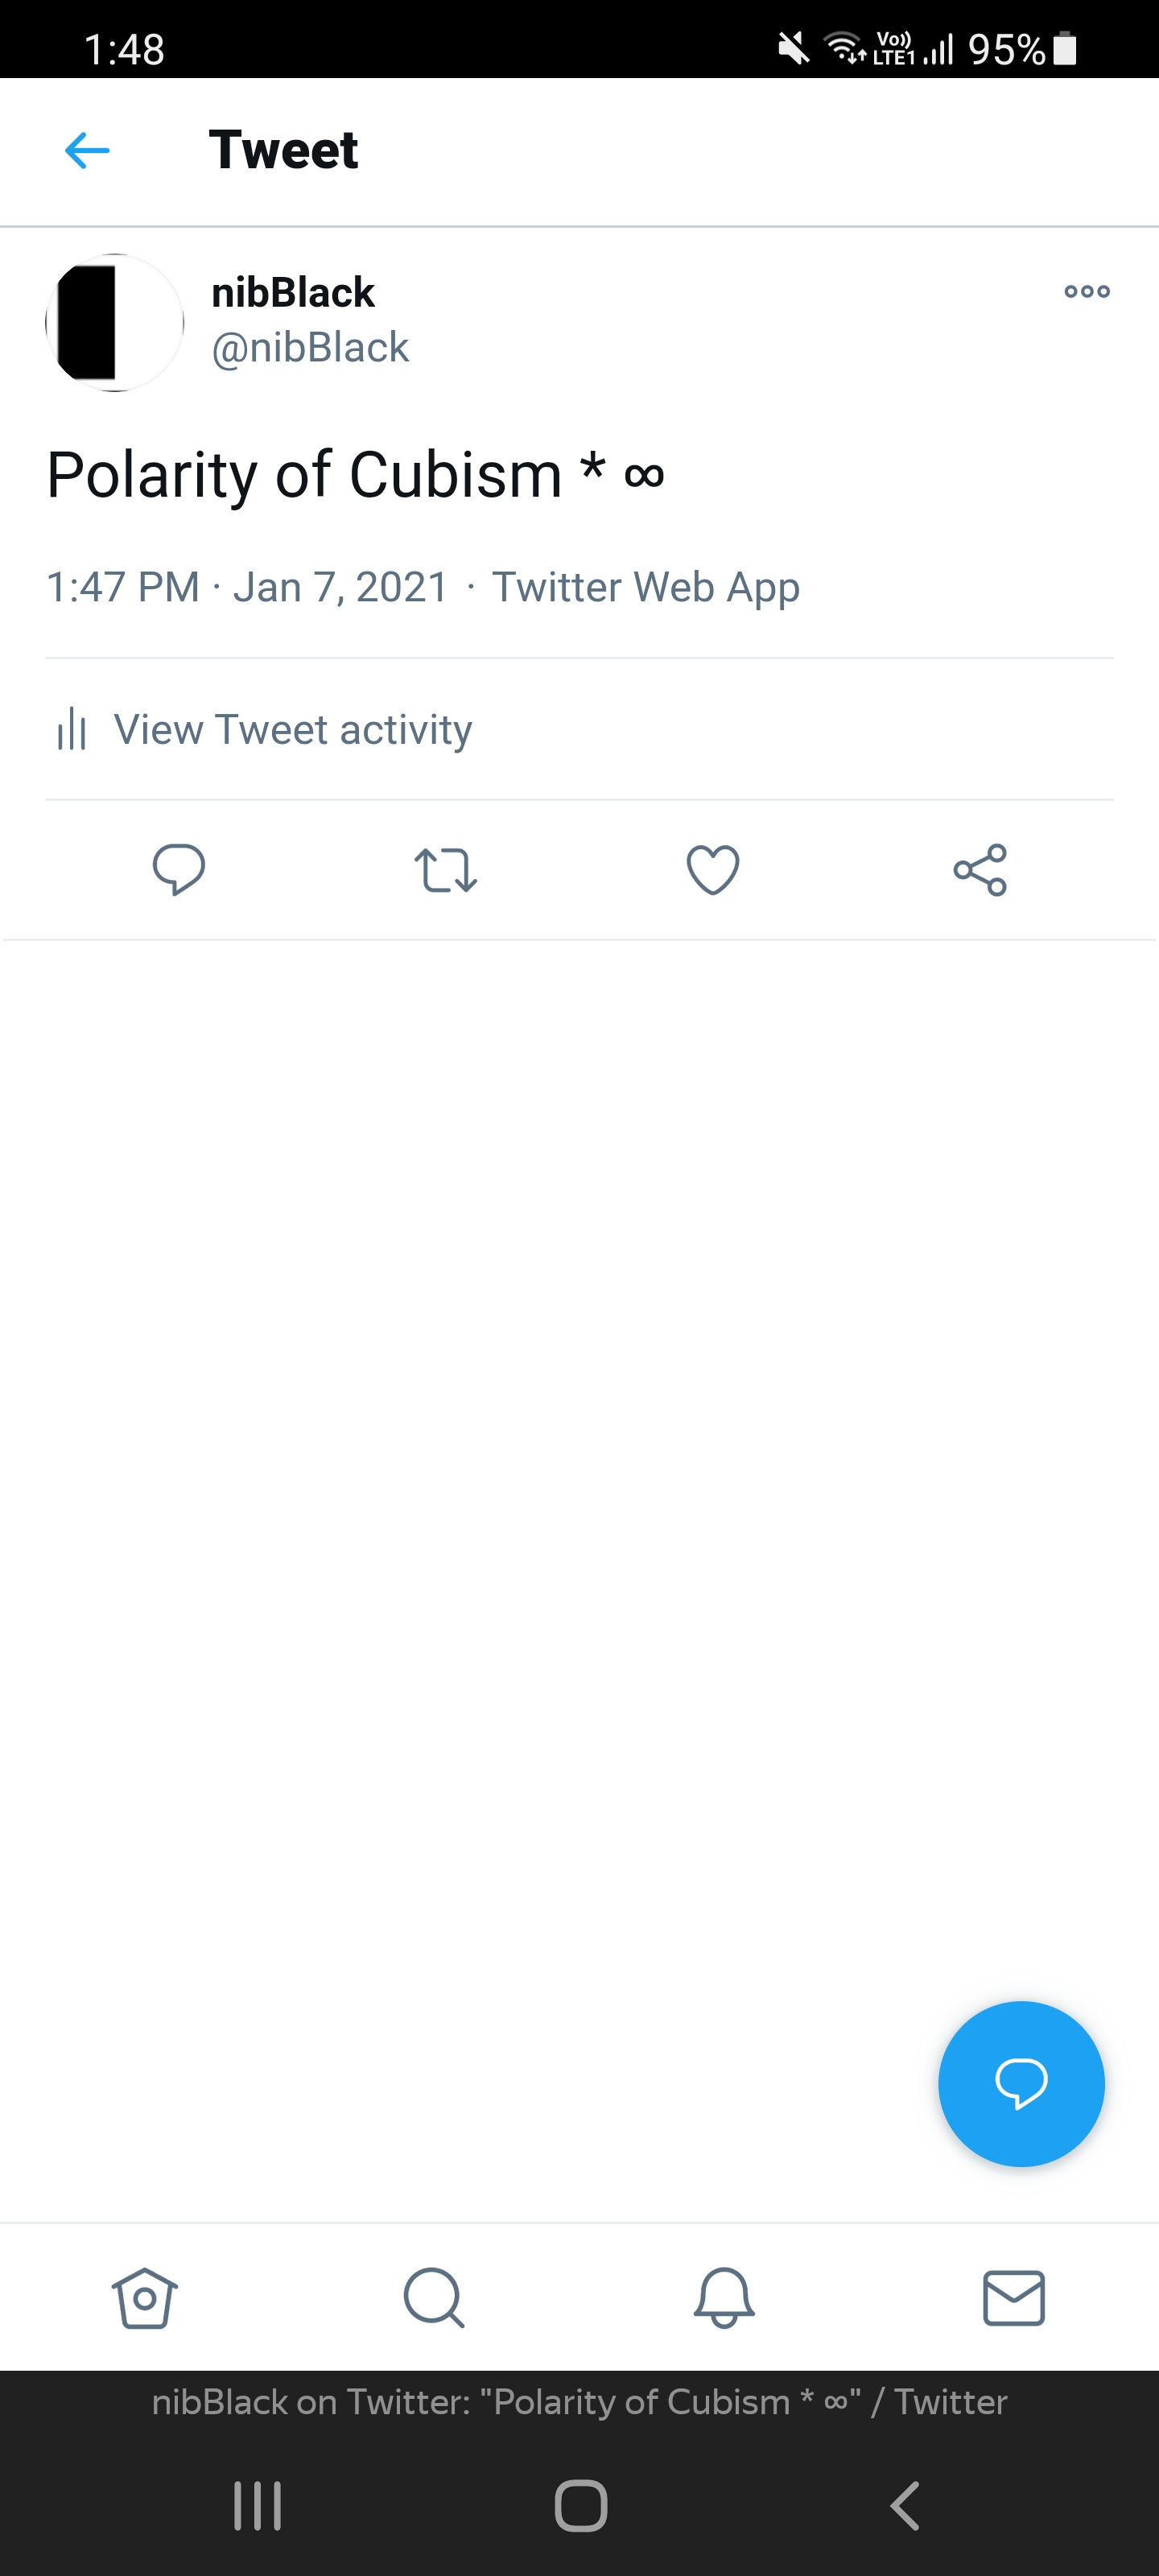 1:48 Vo)) LTE1 95%
Tweet
nibBlack
@nibBlack
Polarity of Cubism * ∞
1:47 PM · Jan 7, 2021 · Twitter Web App
View Tweet activity
nibBlack on Twitter: "Polarity of Cubism * ∞" / Twitter